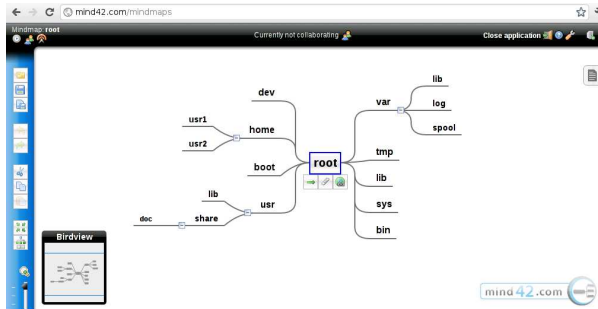 mind42.com/mindmaps
Mindmap: root
Currently not collaborating
Close application
dev
home
usr1
usr2
boot
usr
lib
share
doc
root
var
lib
log
spool
tmp
lib
sys
bin
Birdview
mind42.com